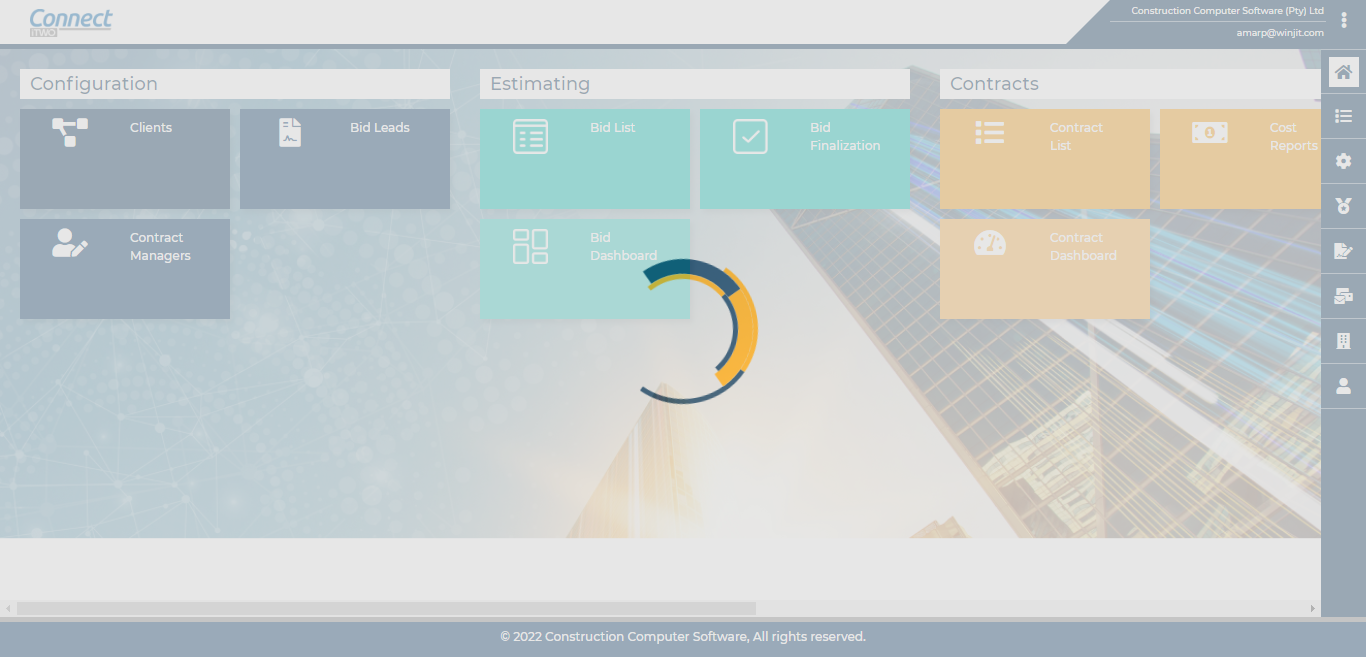 Connect
iTWO
Construction Computer Software (Pty) Ltd
amarp@winjit.com
Configuration
Clients
Bid Leads
Contract
Managers
Estimating
Bid List
Bid
Finalization
Bid
Dashboard
Contracts
Contract
List
Cost
Reports
Contract
Dashboard
© 2022 Construction Computer Software, All rights reserved.